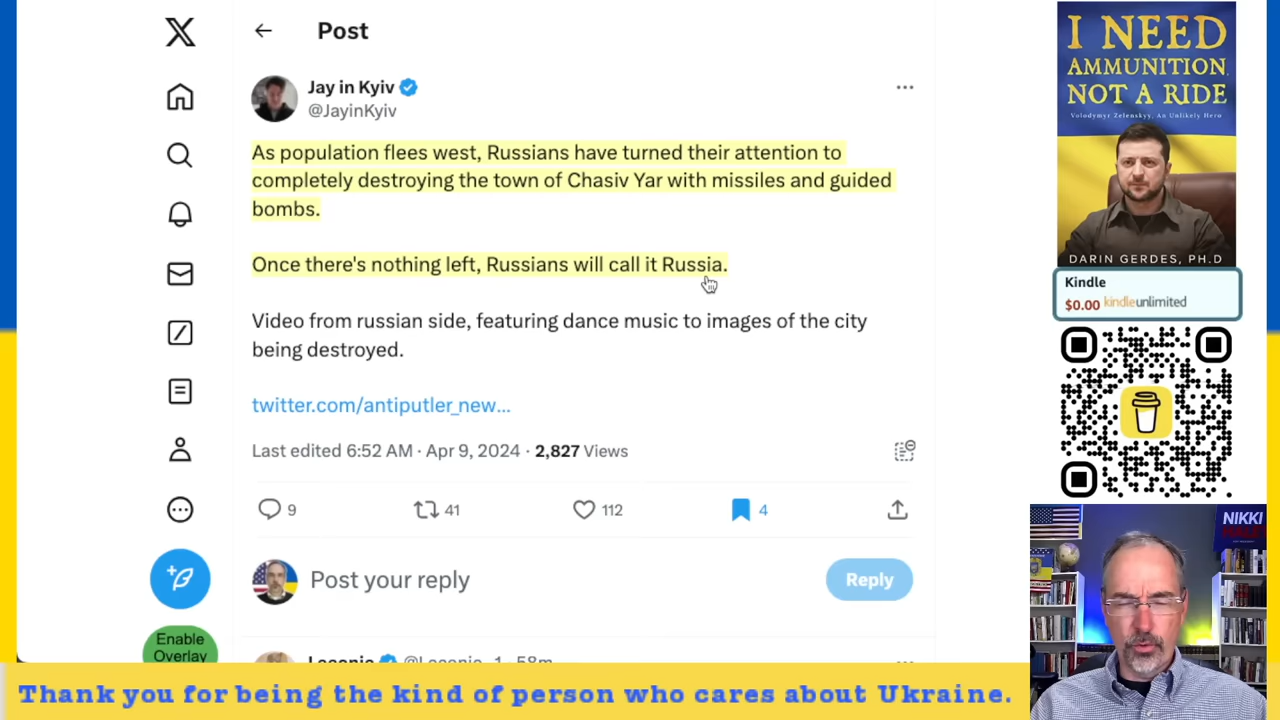 Post
Jay in Kyiv
@JayinKyiv
As population flees west, Russians have turned their attention to
completely destroying the town of Chasiv Yar with missiles and guided
bombs.
Once there's nothing left, Russians will call it Russia.
Video from russian side, featuring dance music to images of the city
being destroyed.
twitter.com/antiputler_new...
Last edited 6:52 AM · Apr 9, 2024 · 2,827 Views
9
41
112
4
Post your reply
Reply
Enable
Overlay
I NEED
AMMUNITION,
NOT A RIDE
Volodymyr Zelenskyy, An Unlikely Hero
DARIN GERDES, PH.D
Kindle
$0.00 kindleunlimited
NIKKI
Thank you for being the kind of person who cares about Ukraine.